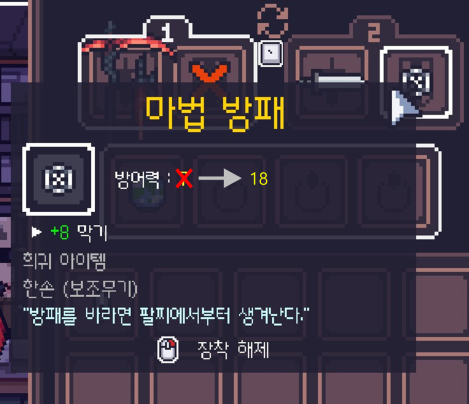 1
2
마법 방패
방어력 : 18
▶ +8 막기
희귀 아이템
한손 (보조무기)
"방패를 바라면 팔찌에서부터 생겨난다."
장착 해제